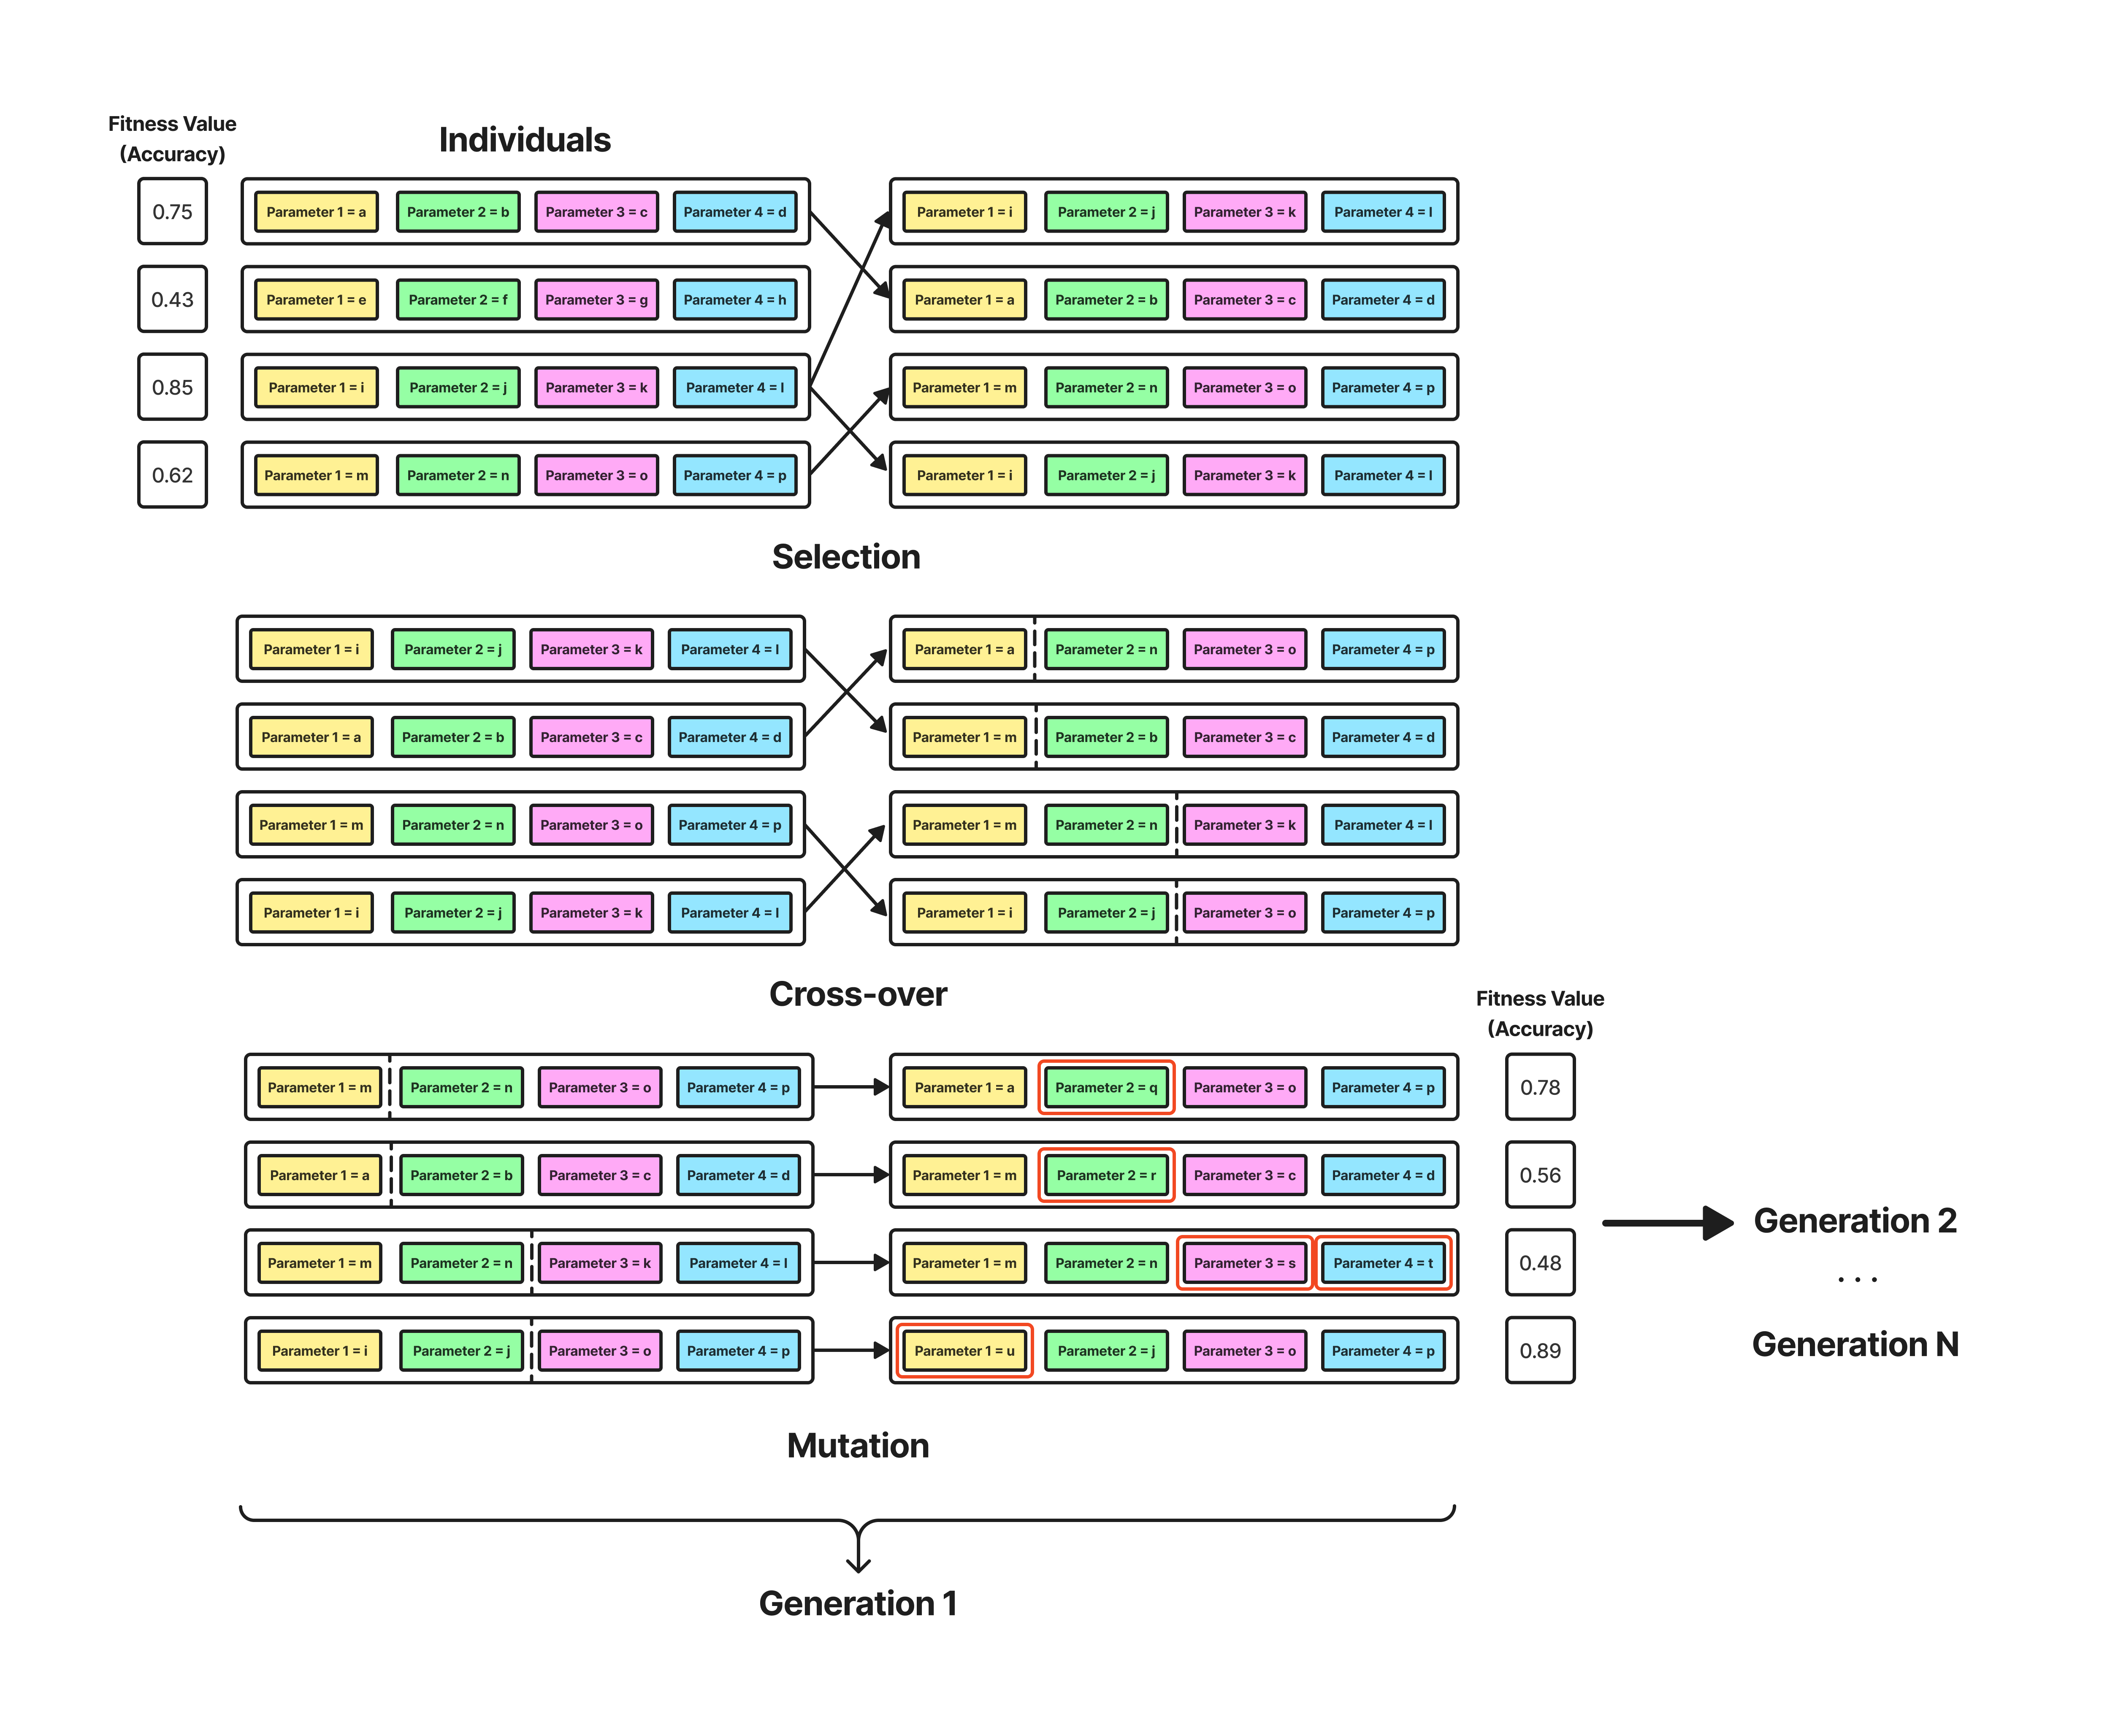 Fitness Value
(Accuracy)
Individuals
0.75 Parameter 1 = a Parameter 2 = b Parameter 3 = c Parameter 4 = d Parameter 1 = i Parameter 2 = j Parameter 3 = k Parameter 4 = l
0.43 Parameter 1 = e Parameter 2 = f Parameter 3 = g Parameter 4 = h Parameter 1 = a Parameter 2 = b Parameter 3 = c Parameter 4 = d
0.85 Parameter 1 = i Parameter 2 = j Parameter 3 = k Parameter 4 = l Parameter 1 = m Parameter 2 = n Parameter 3 = o Parameter 4 = p
0.62 Parameter 1 = m Parameter 2 = n Parameter 3 = o Parameter 4 = p Parameter 1 = i Parameter 2 = j Parameter 3 = k Parameter 4 = l
Selection
Parameter 1 = i Parameter 2 = j Parameter 3 = k Parameter 4 = l Parameter 1 = a Parameter 2 = n Parameter 3 = o Parameter 4 = p
Parameter 1 = a Parameter 2 = b Parameter 3 = c Parameter 4 = d Parameter 1 = m Parameter 2 = b Parameter 3 = c Parameter 4 = d
Parameter 1 = m Parameter 2 = n Parameter 3 = o Parameter 4 = p Parameter 1 = m Parameter 2 = n Parameter 3 = k Parameter 4 = l
Parameter 1 = i Parameter 2 = j Parameter 3 = k Parameter 4 = l Parameter 1 = i Parameter 2 = j Parameter 3 = o Parameter 4 = p
Cross-over
Fitness Value
(Accuracy)
Parameter 1 = m Parameter 2 = n Parameter 3 = o Parameter 4 = p Parameter 1 = a Parameter 2 = q Parameter 3 = o Parameter 4 = p 0.78
Parameter 1 = a Parameter 2 = b Parameter 3 = c Parameter 4 = d Parameter 1 = m Parameter 2 = r Parameter 3 = c Parameter 4 = d 0.56
Parameter 1 = m Parameter 2 = n Parameter 3 = k Parameter 4 = l Parameter 1 = m Parameter 2 = n Parameter 3 = s Parameter 4 = t 0.48
Parameter 1 = i Parameter 2 = j Parameter 3 = o Parameter 4 = p Parameter 1 = u Parameter 2 = j Parameter 3 = o Parameter 4 = p 0.89
Generation 2
. . .
Generation N
Mutation
Generation 1